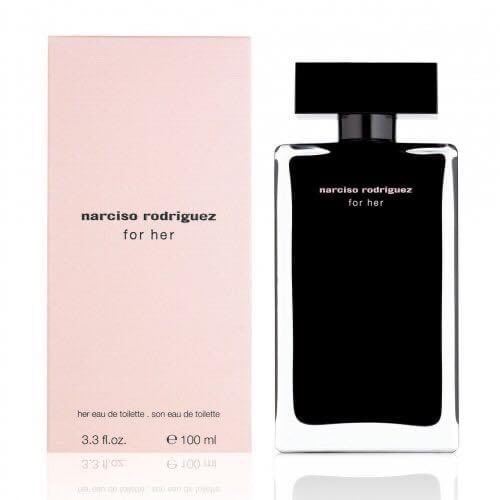 narciso rodriguez
for her
her eau de toilette . son eau de toilette
3.3 fl.oz. ℮ 100 ml
narciso rodriguez
for her